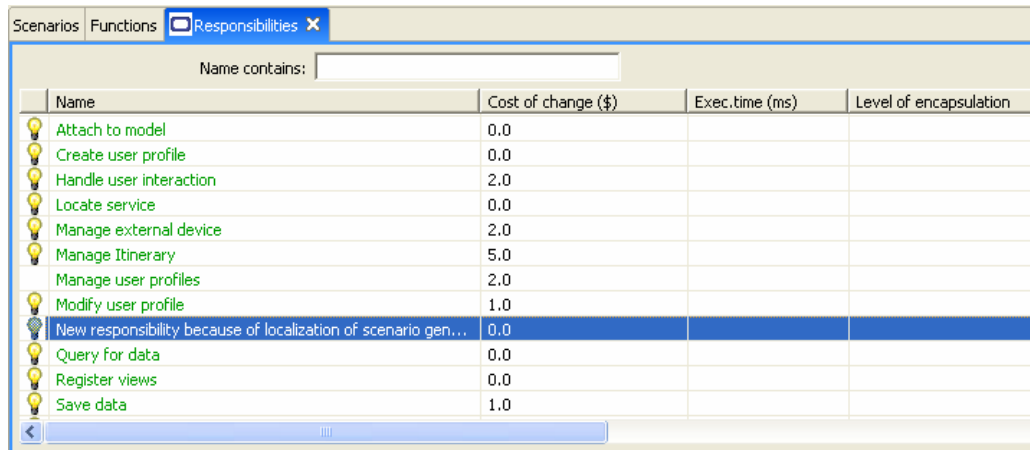 Scenarios Functions Responsibilities X
Name contains:
Name Cost of change ($) Exec.time (ms) Level of encapsulation
Attach to model 0.0
Create user profile 0.0
Handle user interaction 2.0
Locate service 0.0
Manage external device 2.0
Manage Itinerary 5.0
Manage user profiles 2.0
Modify user profile 1.0
New responsibility because of localization of scenario gen... 0.0
Query for data 0.0
Register views 0.0
Save data 1.0